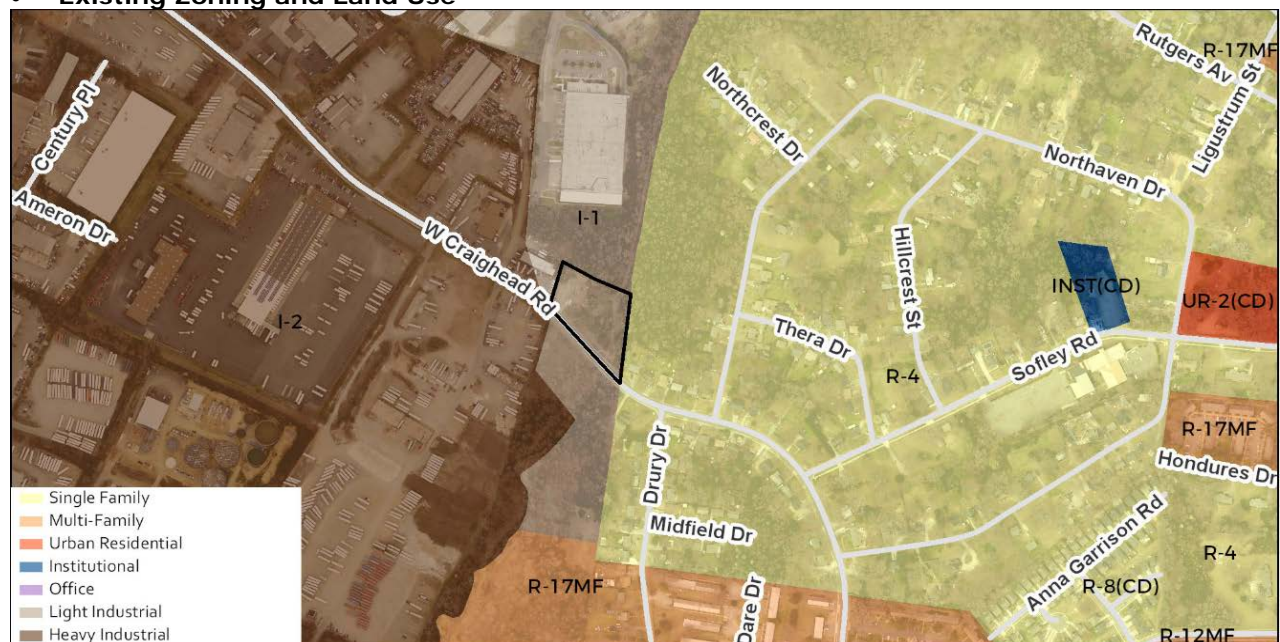 • Existing Zoning and Land Use
Rutgers Av
R-17MF
Ligustrum St
Century Pl
Northcrest Dr
Northaven Dr
Ameron Dr
I-1
W Craighead Rd
Hillcrest St
INST(CD)
UR-2(CD)
I-2
Thera Dr
Sofley Rd
R-4
R-17MF
Drury Dr
Hondures Dr
Midfield Dr
Anna Garrison Rd
R-4
R-17MF
Dare Dr
R-8(CD)
R-12MF
Single Family
Multi-Family
Urban Residential
Institutional
Office
Light Industrial
Heavy Industrial